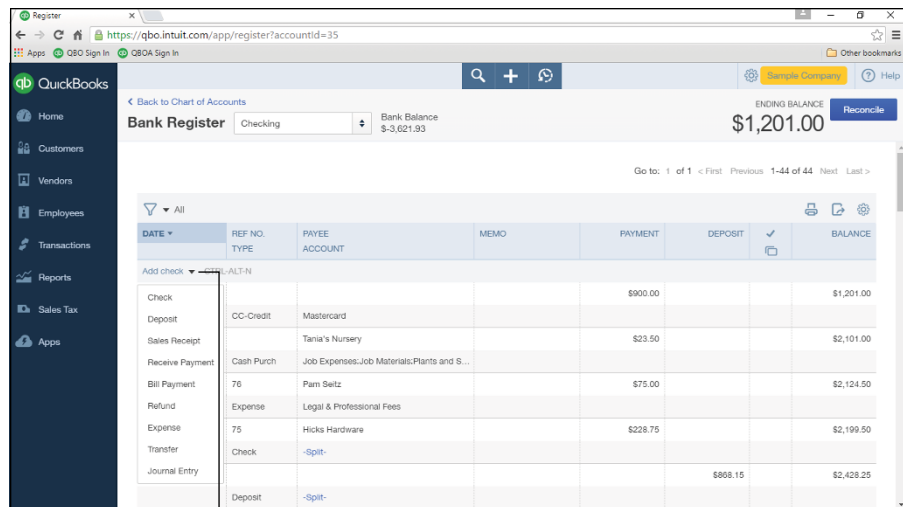 Register
https://qbo.intuit.com/app/register?accountId=35
Apps QBO Sign In QBOA Sign In Other bookmarks
qb QuickBooks
Sample Company ? Help
Home
Customers
Vendors
Employees
Transactions
Reports
Sales Tax
Apps
< Back to Chart of Accounts
Bank Register Checking
Bank Balance
$-3,621.93
ENDING BALANCE
$1,201.00
Reconcile
Go to: 1 of 1 < First Previous 1-44 of 44 Next Last >
All
DATE REF NO. PAYEE MEMO PAYMENT DEPOSIT ✓ BALANCE
TYPE ACCOUNT
Add check CTRL-ALT-N
Check
Deposit
Sales Receipt
Receive Payment
Bill Payment
Refund
Expense
Transfer
Journal Entry
$900.00 $1,201.00
CC-Credit Mastercard
Tania's Nursery $23.50 $2,101.00
Cash Purch Job Expenses:Job Materials:Plants and S...
76 Pam Seitz $75.00 $2,124.50
Expense Legal & Professional Fees
75 Hicks Hardware $228.75 $2,199.50
Check -Split-
$868.15 $2,428.25
Deposit -Split-